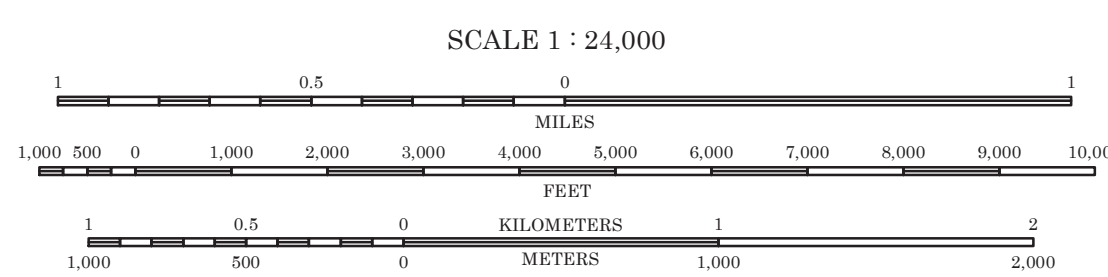 SCALE 1 : 24,000
1 0.5 0 1
MILES
1,000 500 0 1,000 2,000 3,000 4,000 5,000 6,000 7,000 8,000 9,000 10,00
FEET
1 0.5 0 KILOMETERS 1 2
1,000 500 0 METERS 1,000 2,000